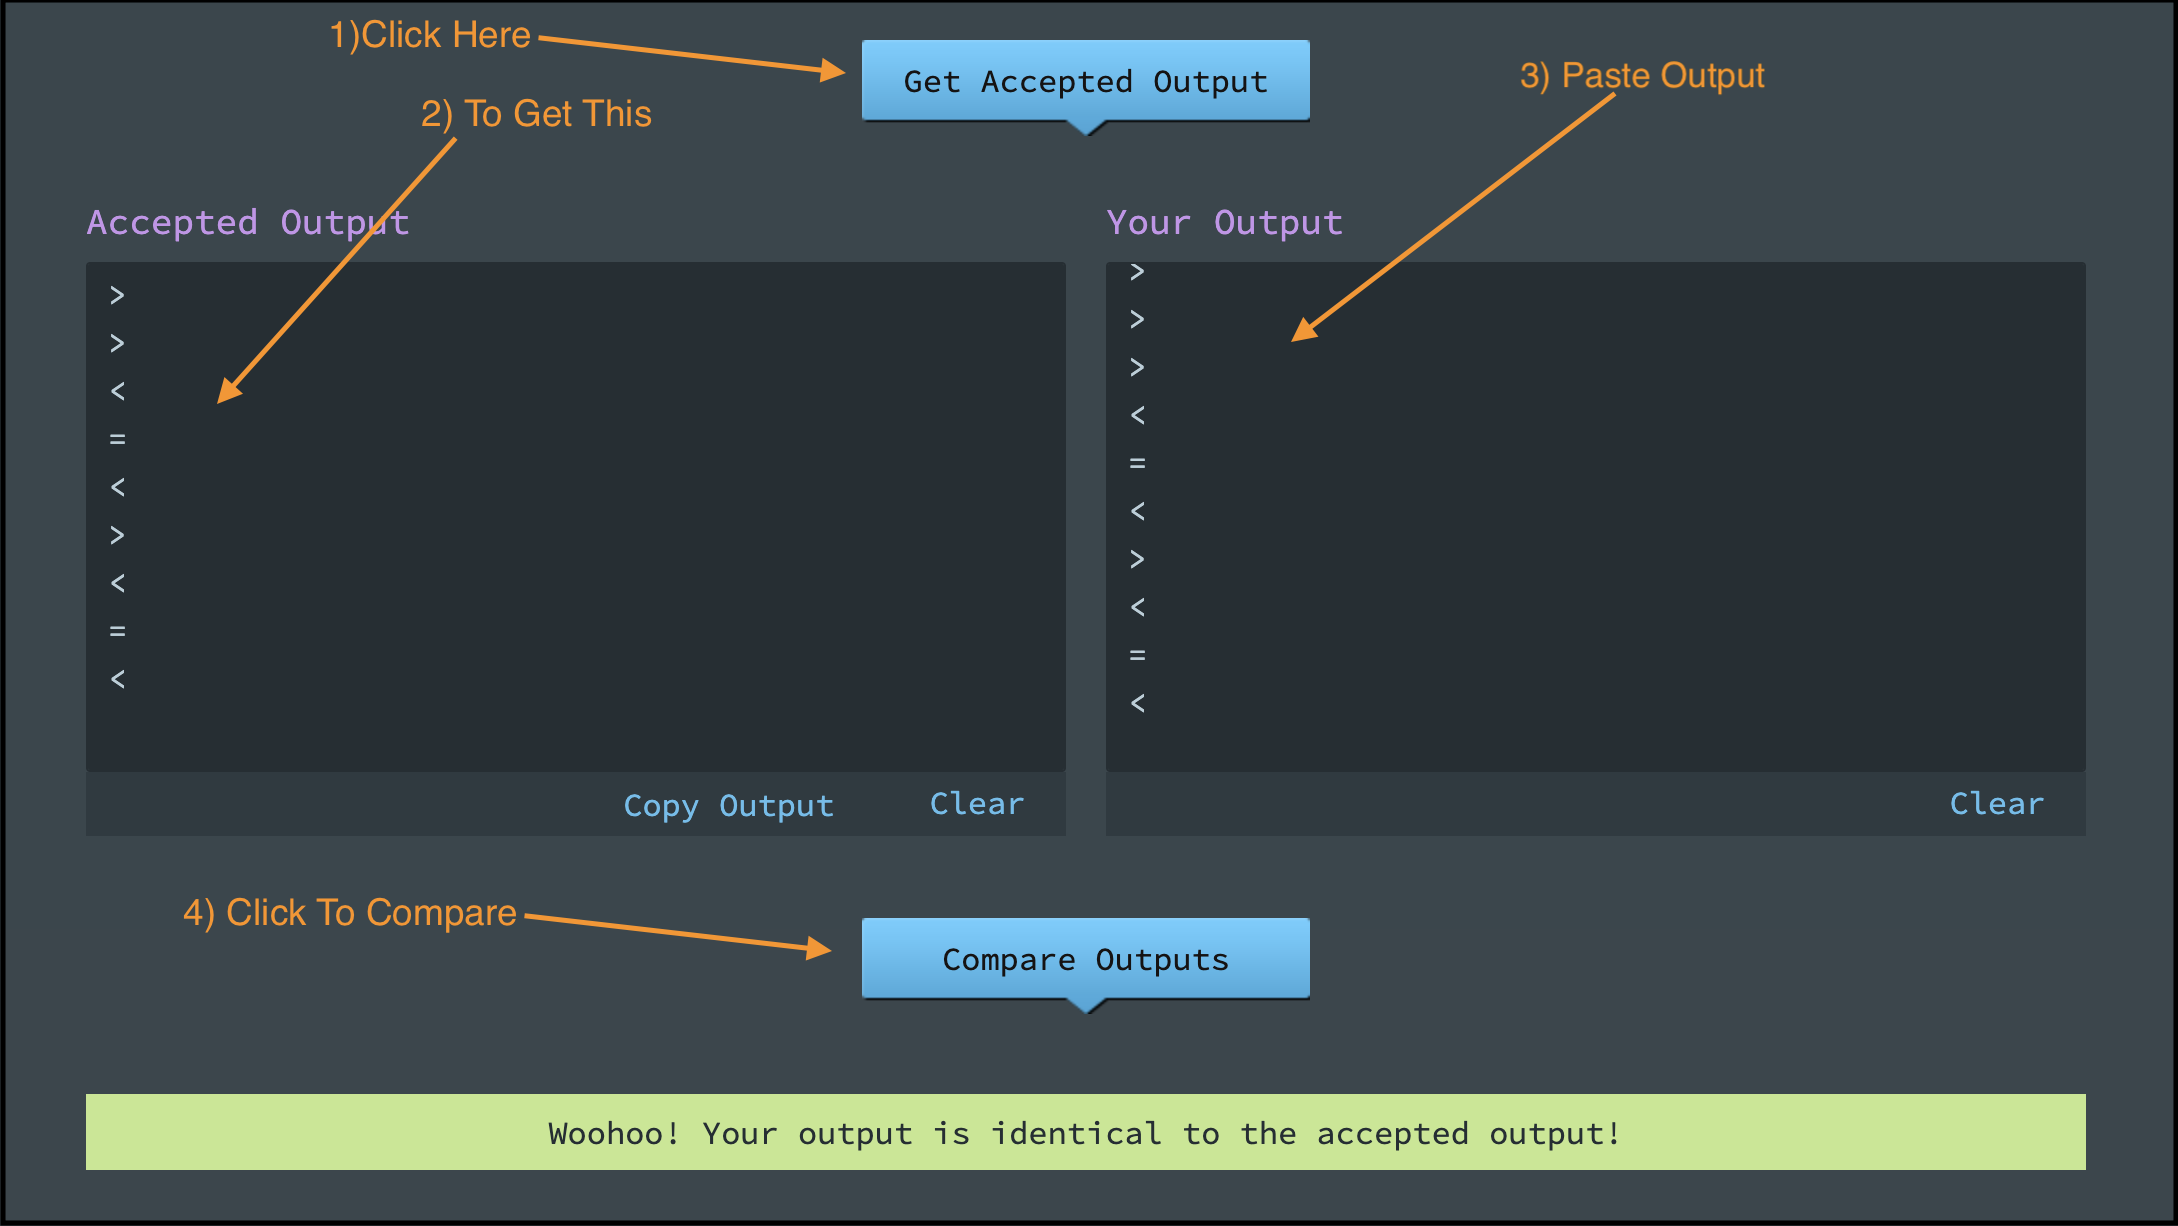 1)Click Here
Get Accepted Output
3) Paste Output
2) To Get This
Accepted Output
>
>
<
=
<
>
<
=
<
Copy Output Clear
Your Output
>
>
>
<
=
<
>
<
=
<
Clear
4) Click To Compare
Compare Outputs
Woohoo! Your output is identical to the accepted output!